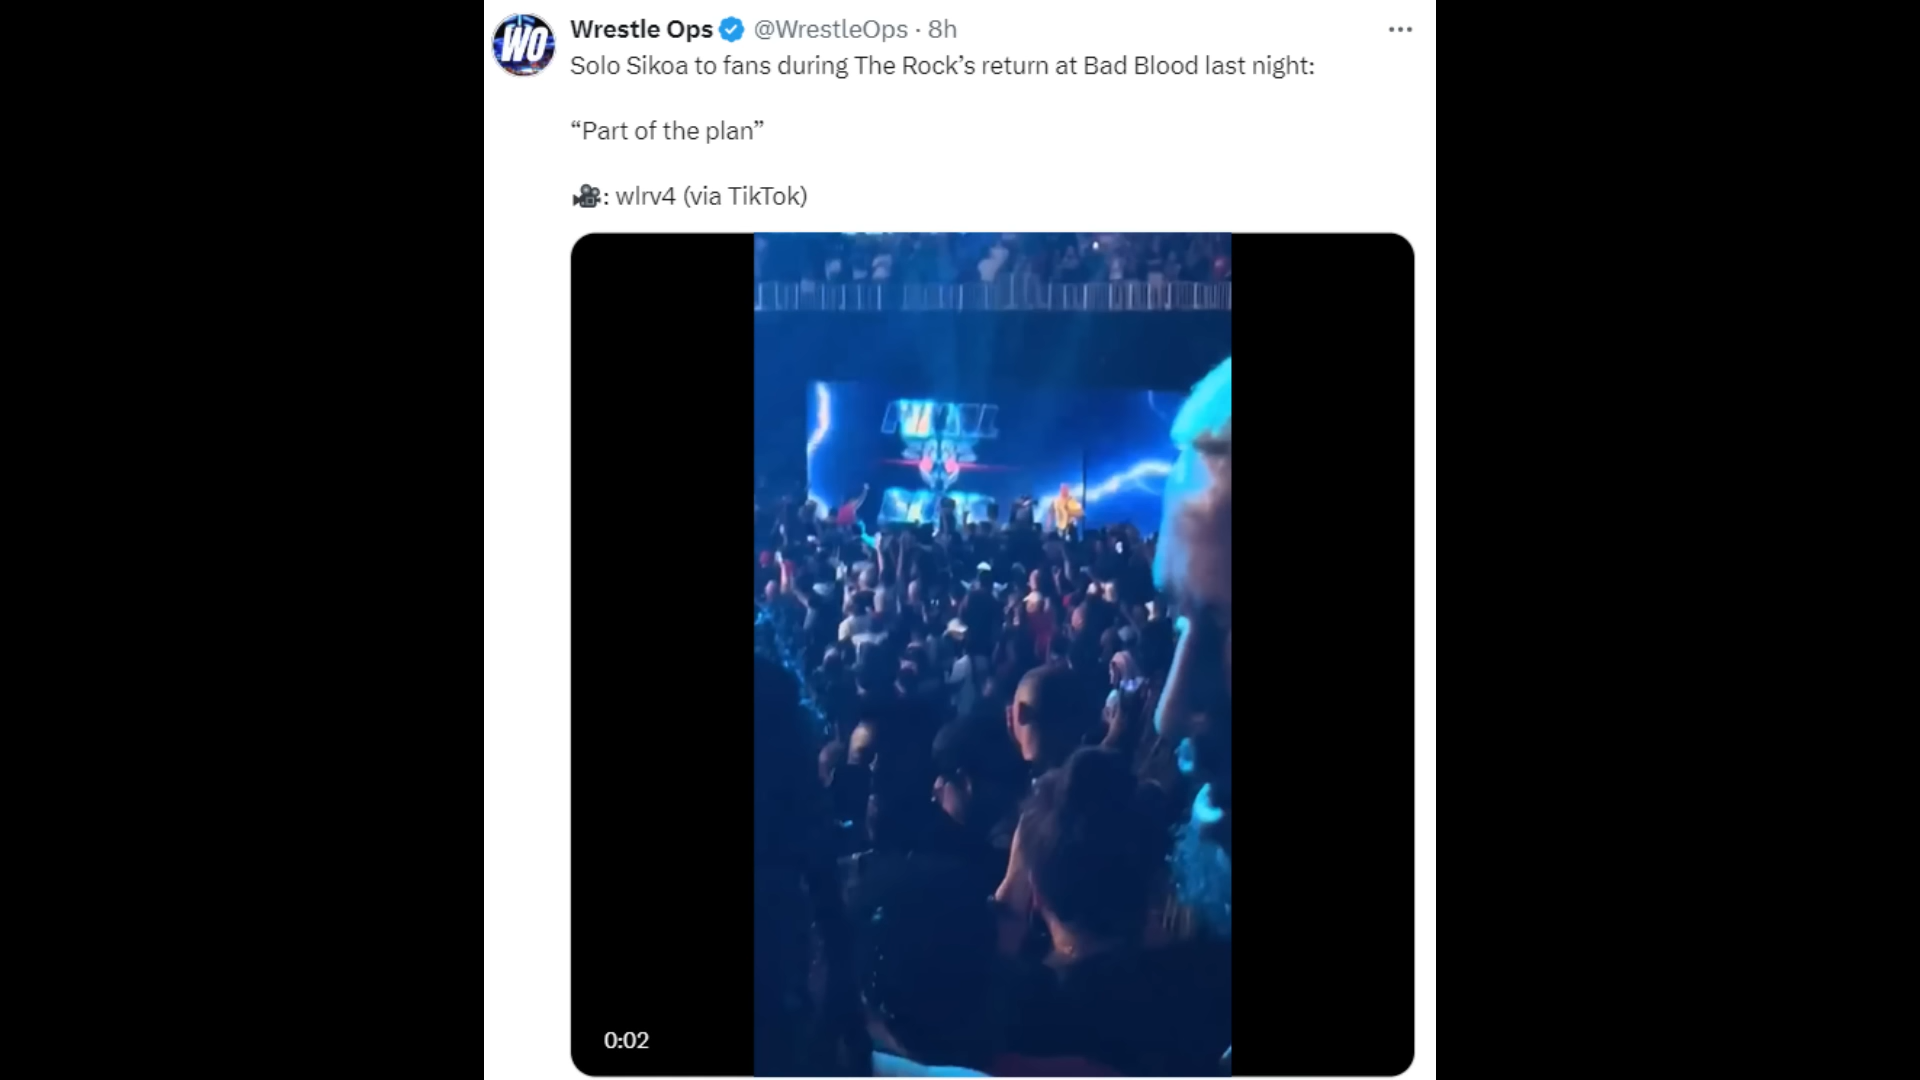 WO
Wrestle Ops @WrestleOps · 8h
Solo Sikoa to fans during The Rock’s return at Bad Blood last night:
“Part of the plan”
🎥: wlrv4 (via TikTok)
0:02